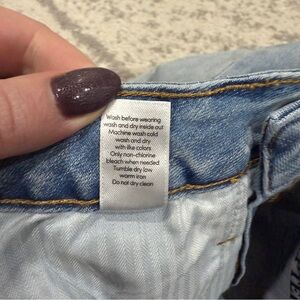 Wash before wearing
wash and dry inside out
Machine wash cold
wash and dry
with like colors
Only non-chlorine
bleach when needed
Tumble dry low
warm iron
Do not dry clean